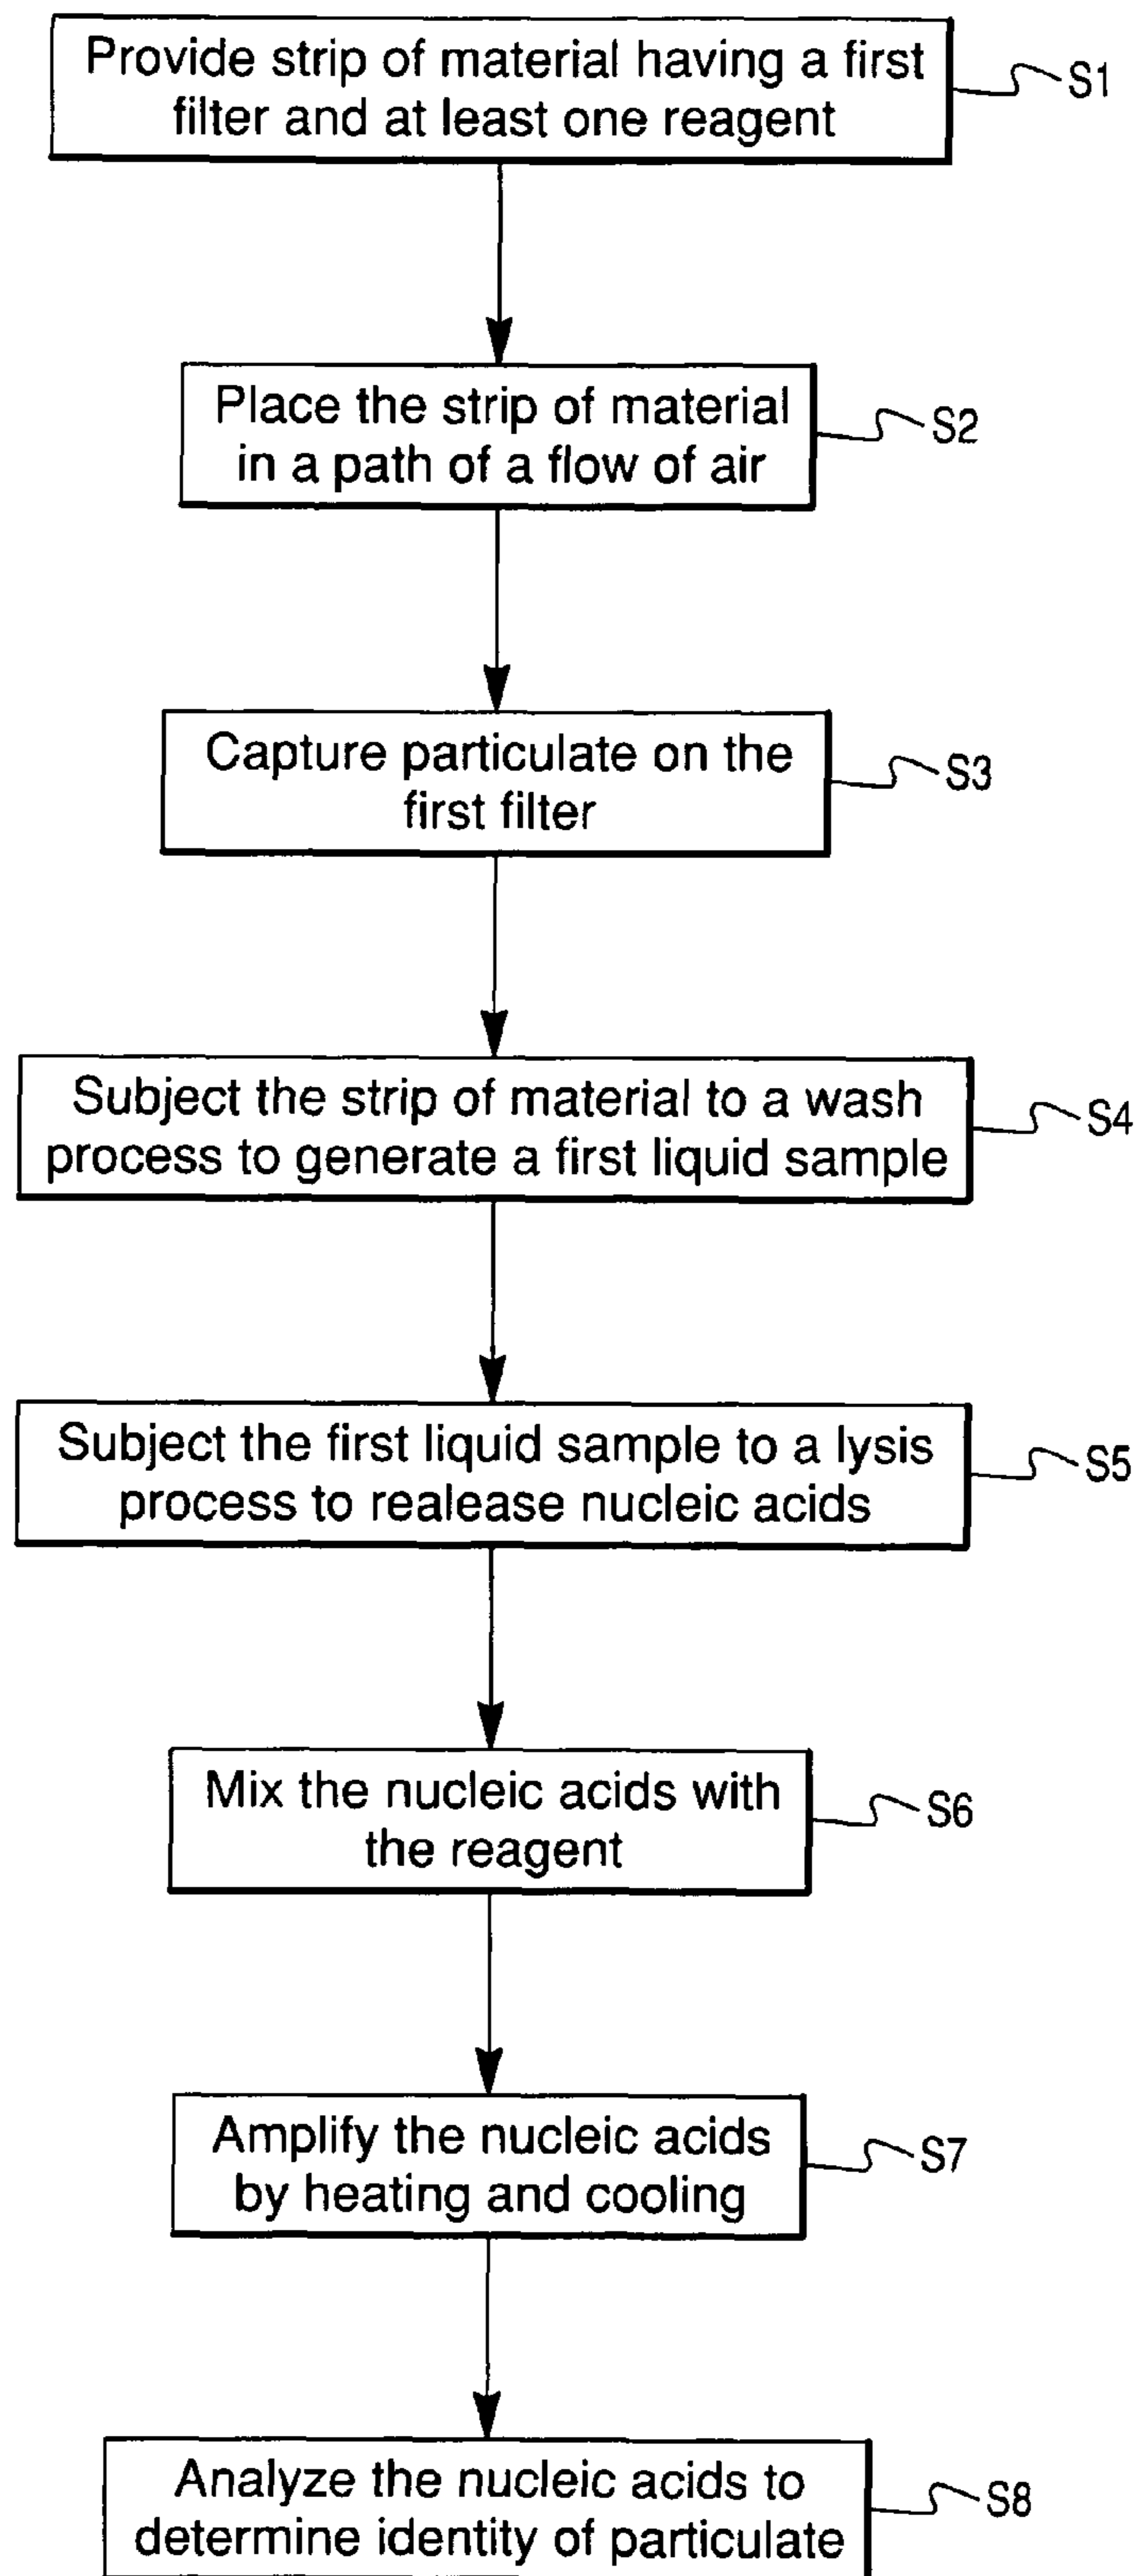 Provide strip of material having a first
filter and at least one reagent
S1
Place the strip of material
in a path of a flow of air
S2
Capture particulate on the
first filter
S3
Subject the strip of material to a wash
process to generate a first liquid sample
S4
Subject the first liquid sample to a lysis
process to realease nucleic acids
S5
Mix the nucleic acids with
the reagent
S6
Amplify the nucleic acids
by heating and cooling
S7
Analyze the nucleic acids to
determine identity of particulate
S8